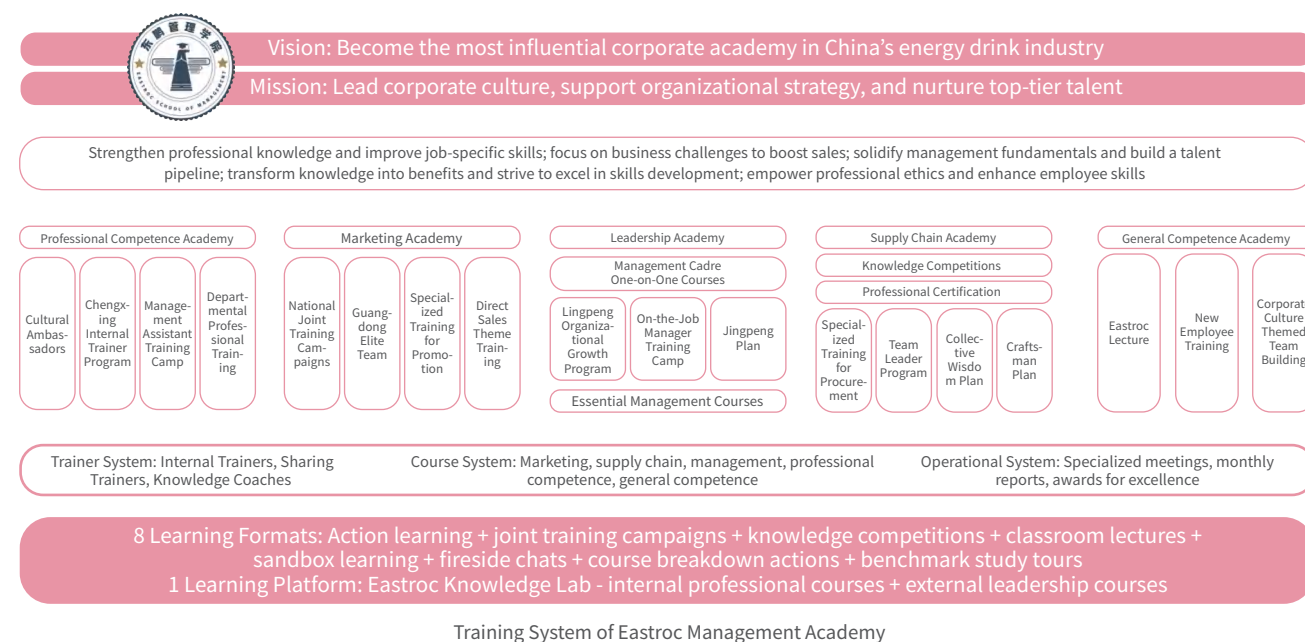 东鹏管理学院
EASTROC SCHOOL OF MANAGEMENT
Vision: Become the most influential corporate academy in China's energy drink industry
Mission: Lead corporate culture, support organizational strategy, and nurture top-tier talent
Strengthen professional knowledge and improve job-specific skills; focus on business challenges to boost sales; solidify management fundamentals and build a talent
pipeline; transform knowledge into benefits and strive to excel in skills development; empower professional ethics and enhance employee skills
Professional Competence Academy
Cultural
Ambas-
sadors
Chengx-
ing
Internal
Trainer
Program
Manage-
ment
Assistant
Training
Camp
Depart-
mental
Profes-
sional
Train-
ing
Marketing Academy
National
Joint
Training
Cam-
paigns
Guang-
dong
Elite
Team
Special-
ized
Training
for
Promo-
tion
Direct
Sales
Theme
Train-
ing
Leadership Academy
Management Cadre
One-on-One Courses
Lingpeng
Organiza-
tional
Growth
Program
On-the-Job
Manager
Training
Camp
Jingpeng
Plan
Essential Management Courses
Supply Chain Academy
Knowledge Competitions
Professional Certification
Special-
ized
Training
for
Procure-
ment
Team
Leader
Program
Collec-
tive
Wisdo
m Plan
Crafts-
man
Plan
General Competence Academy
Eastroc
Lecture
New
Employee
Training
Corporate
Culture
Themed
Team
Building
Trainer System: Internal Trainers, Sharing
Trainers, Knowledge Coaches
Course System: Marketing, supply chain, management, professional
competence, general competence
Operational System: Specialized meetings, monthly
reports, awards for excellence
8 Learning Formats: Action learning + joint training campaigns + knowledge competitions + classroom lectures +
sandbox learning + fireside chats + course breakdown actions + benchmark study tours
1 Learning Platform: Eastroc Knowledge Lab - internal professional courses + external leadership courses
Training System of Eastroc Management Academy